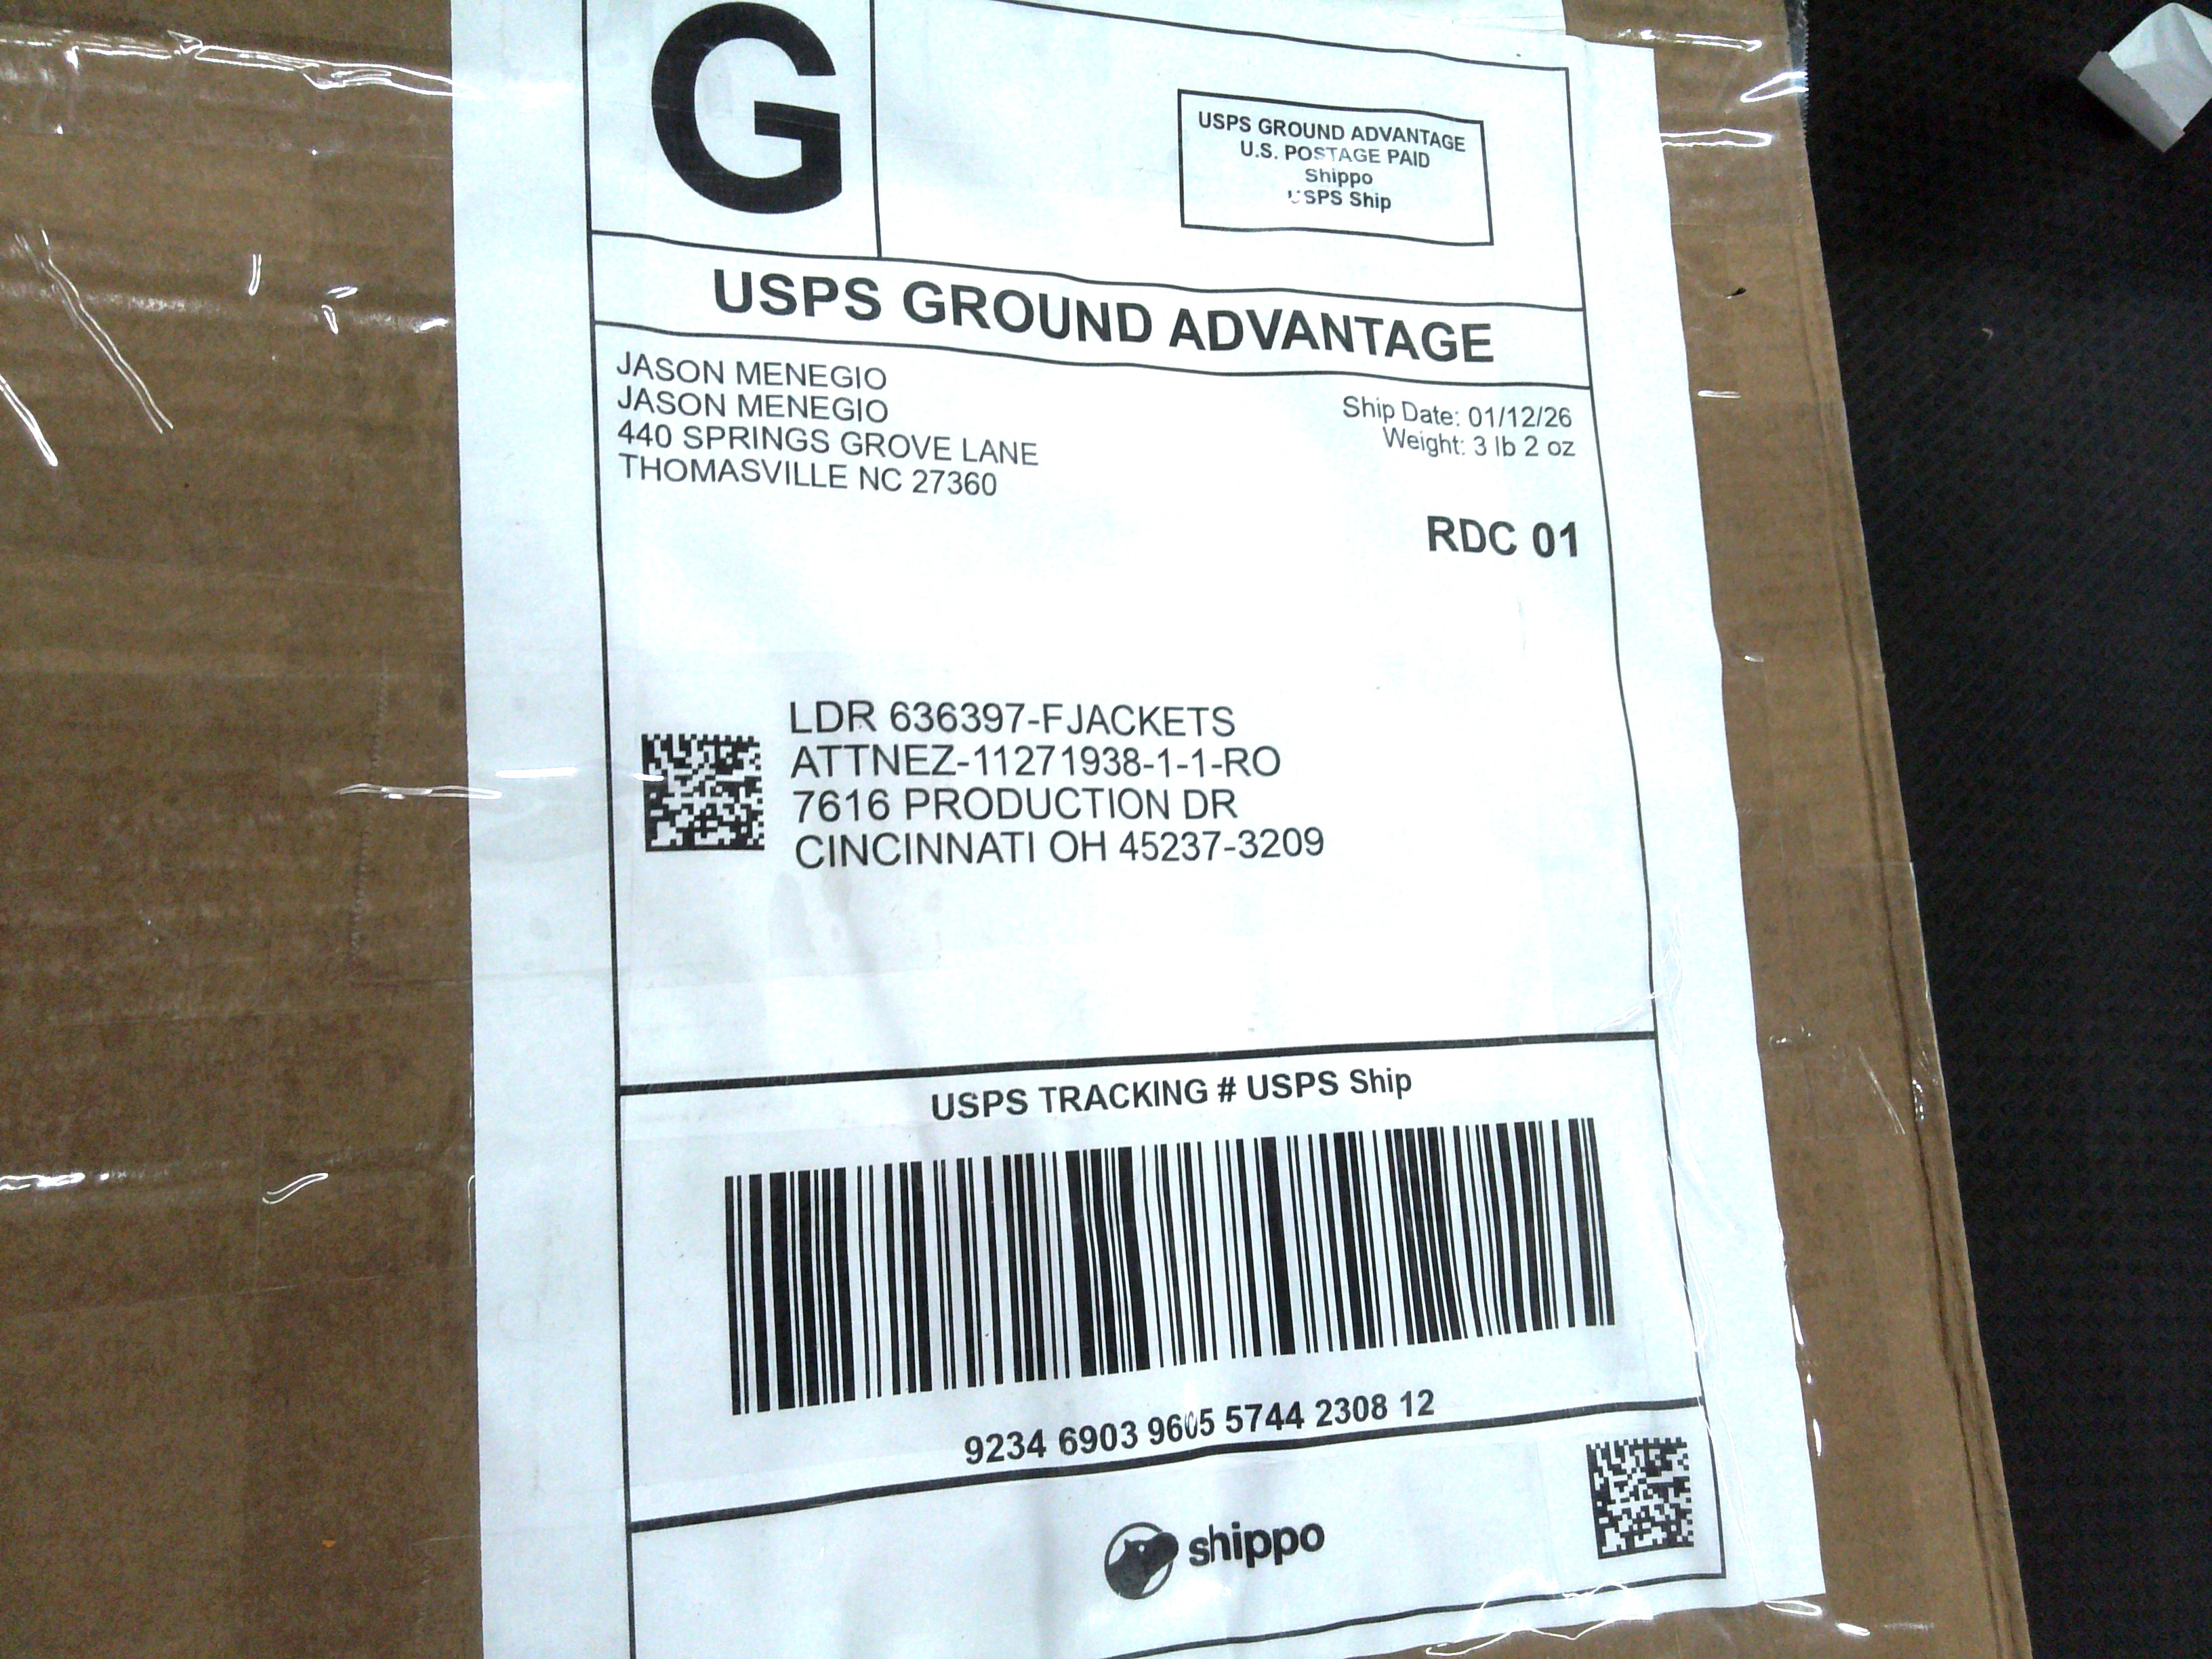 G
USPS GROUND ADVANTAGE
U.S. POSTAGE PAID
Shippo
USPS Ship
USPS GROUND ADVANTAGE
JASON MENEGIO
JASON MENEGIO
440 SPRINGS GROVE LANE
THOMASVILLE NC 27360
Ship Date: 01/12/26
Weight: 3 lb 2 oz
RDC 01
LDR 636397-FJACKETS
ATTNEZ-11271938-1-1-RO
7616 PRODUCTION DR
CINCINNATI OH 45237-3209
USPS TRACKING # USPS Ship
9234 6903 9605 5744 2308 12
shippo